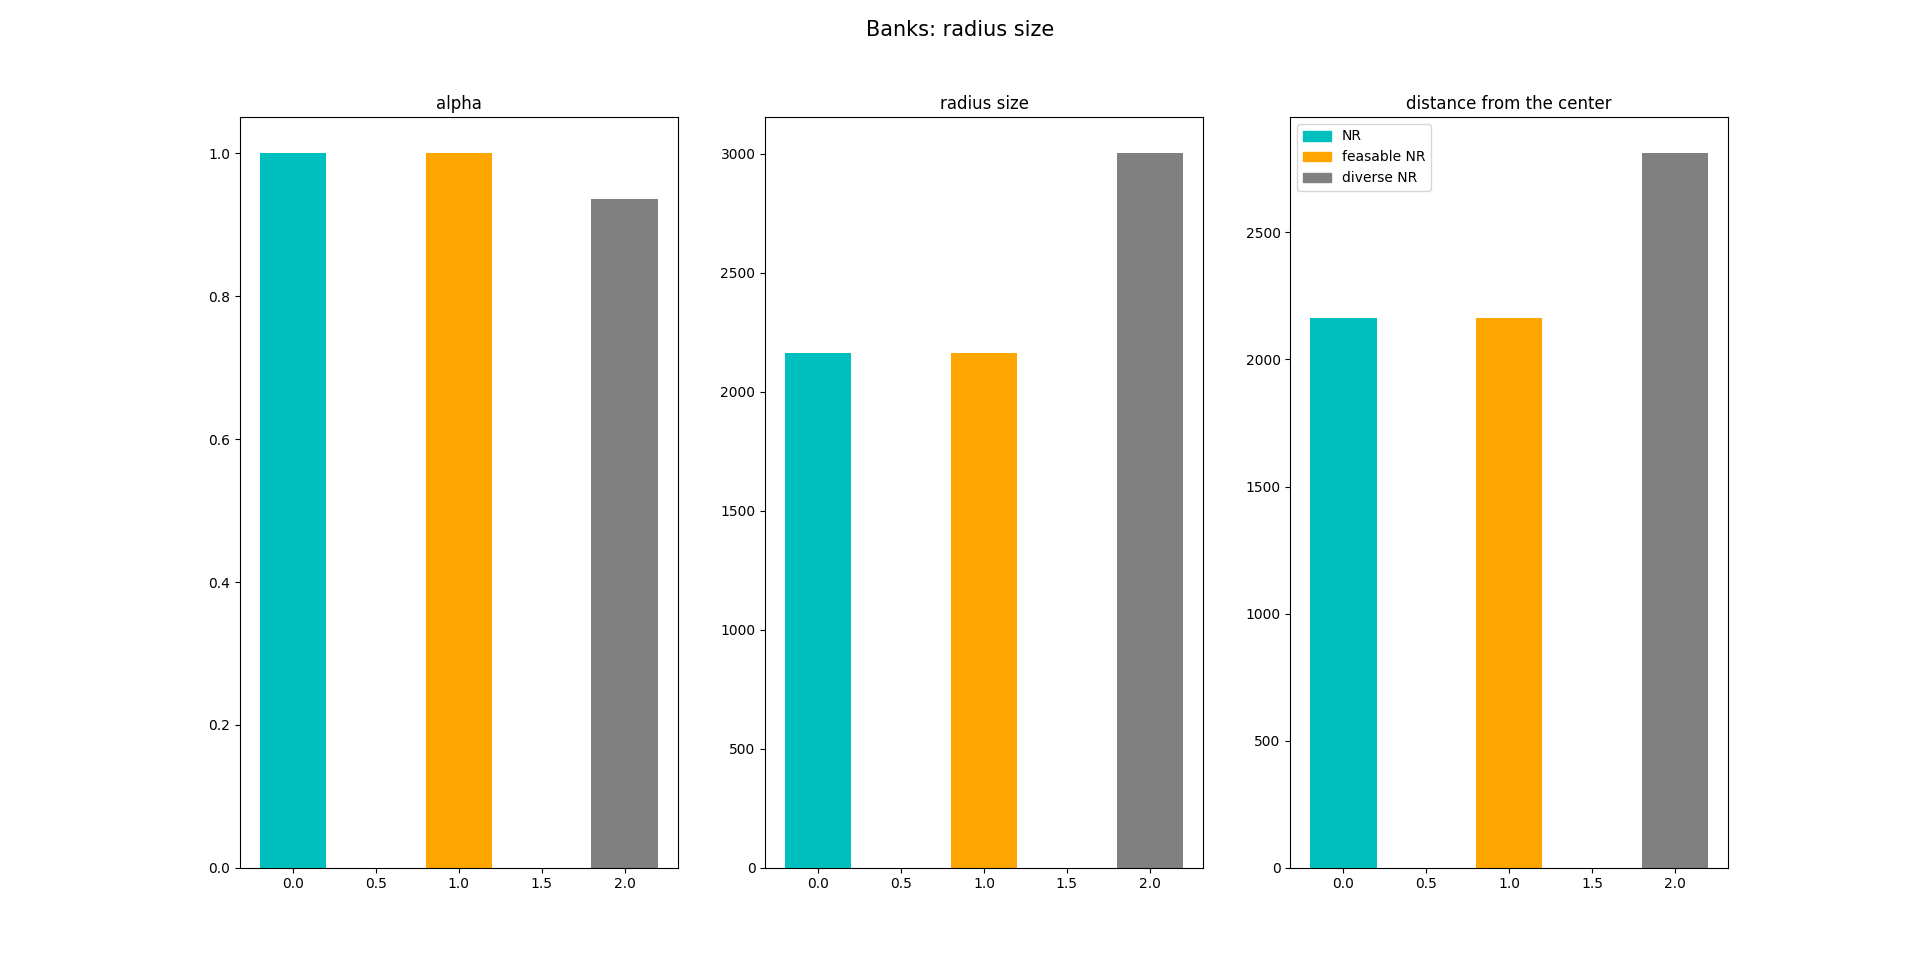 Banks: radius size
alpha
1.0
0.8
0.6
0.4
0.2
0.0
0.0 0.5 1.0 1.5 2.0
radius size
3000
2500
2000
1500
1000
500
0
0.0 0.5 1.0 1.5 2.0
distance from the center
NR
feasable NR
diverse NR
2500
2000
1500
1000
500
0
0.0 0.5 1.0 1.5 2.0